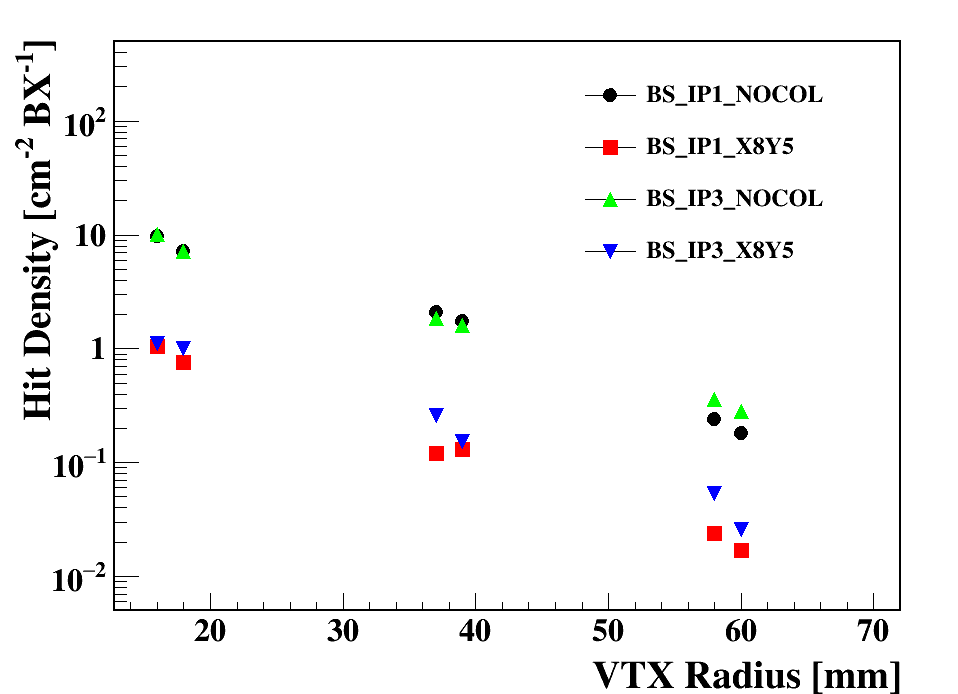 Hit Density [cm⁻² BX⁻¹]
10²
10
1
10⁻¹
10⁻²
BS_IP1_NOCOL
BS_IP1_X8Y5
BS_IP3_NOCOL
BS_IP3_X8Y5
20 30 40 50 60 70
VTX Radius [mm]